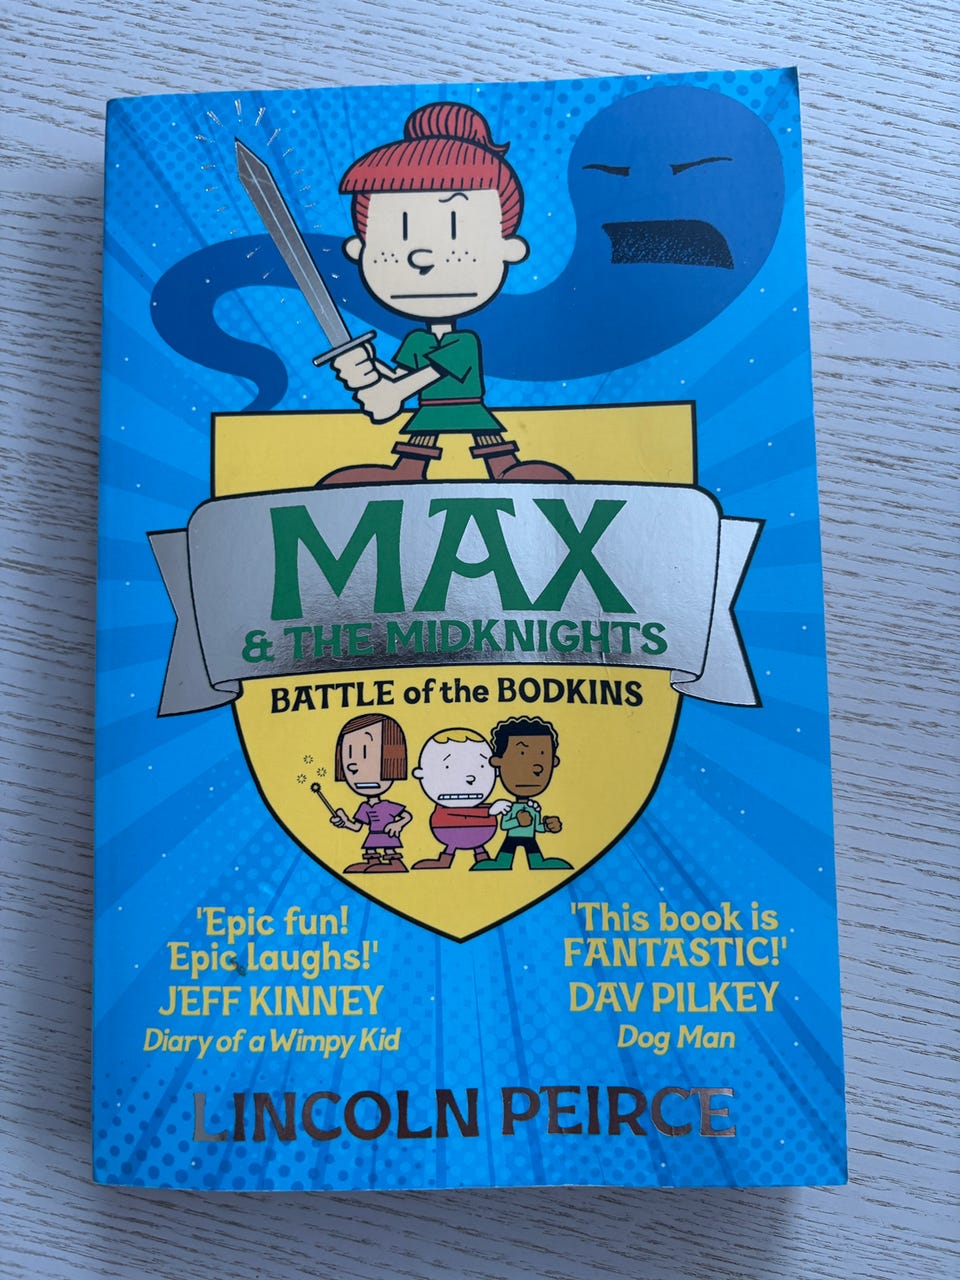 MAX
& THE MIDKNIGHTS
BATTLE of the BODKINS
'Epic fun!
Epic laughs!'
JEFF KINNEY
Diary of a Wimpy Kid
'This book is
FANTASTIC!'
DAV PILKEY
Dog Man
LINCOLN PEIRCE